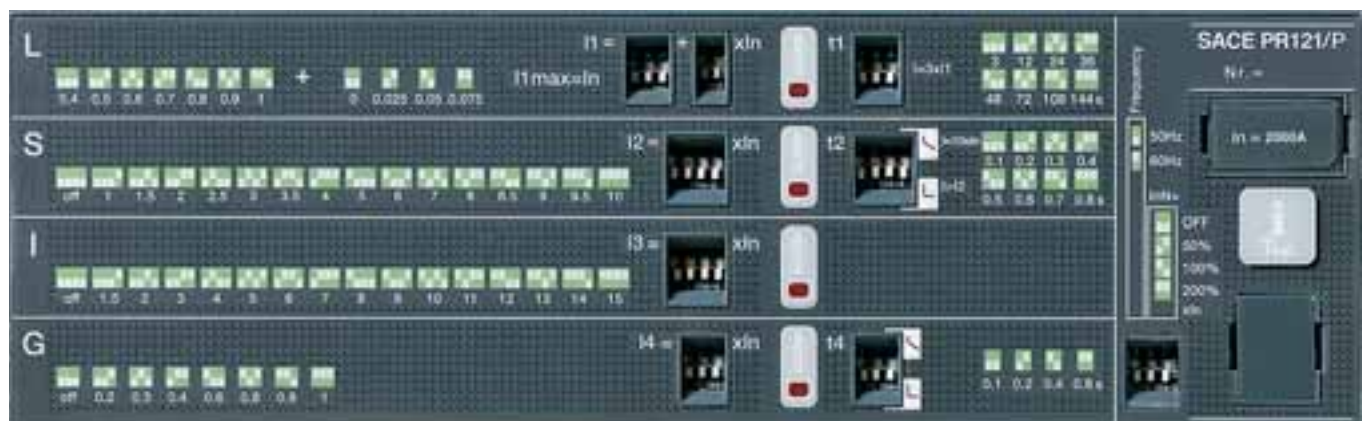 L
I1 = + xIn
t1
0.4 0.5 0.6 0.7 0.8 0.9 1 + 0 0.025 0.05 0.075
I1max=In
3 12 24 36
48 72 108 144 s
S
I2= xIn
t2
off 1 1.5 2 2.5 3 3.5 4 9 9.5 10
0.1 0.2 0.3 0.4
0.5 0.6 0.7 0.8 s
I
I3 = xIn
off 1.5 2 3 4 5 6 7 8 9 10 11 12 13 14 15
G
I4 = xIn
t4
off 0.2 0.3 0.4 0.6 0.8 0.9 1
0.1 0.2 0.4 0.8 s
Frequency
50Hz
60Hz
InN=
OFF
50%
100%
200%
xIn
SACE PR121/P
Nr. =
In = 2000A
Test